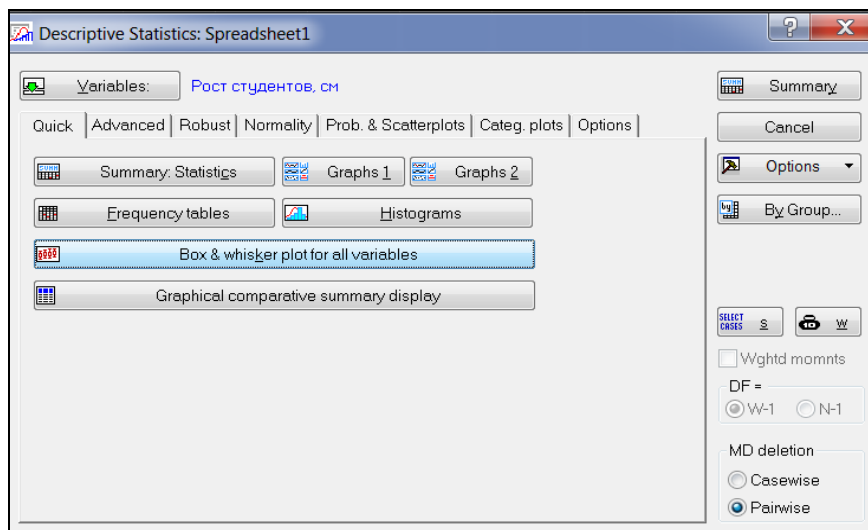 Descriptive Statistics: Spreadsheet1
? X
Variables: Рост студентов, см
Summary
Quick Advanced Robust Normality Prob. & Scatterplots Categ. plots Options
Cancel
Summary: Statistics Graphs 1 Graphs 2
Options
Frequency tables Histograms
By Group...
Box & whisker plot for all variables
Graphical comparative summary display
SELECT CASES S W
Wghtd momnts
DF =
W-1 N-1
MD deletion
Casewise
Pairwise